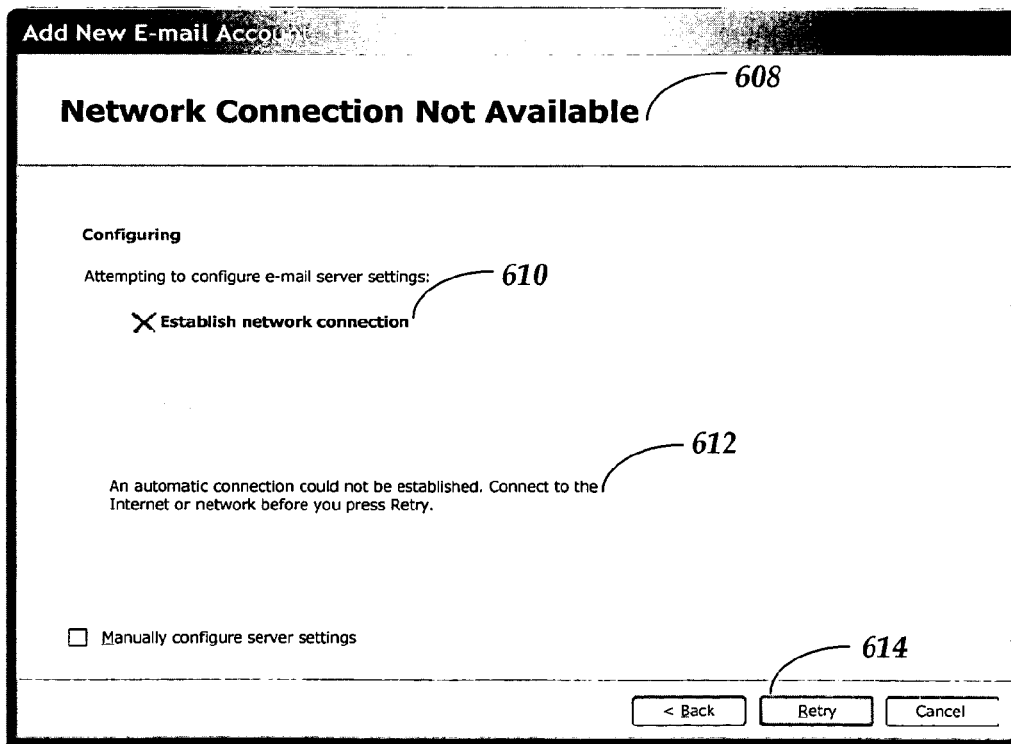 Add New E-mail Account
608
Network Connection Not Available
Configuring
Attempting to configure e-mail server settings:
610
Establish network connection
612
An automatic connection could not be established. Connect to the
Internet or network before you press Retry.
Manually configure server settings
614
< Back
Retry
Cancel